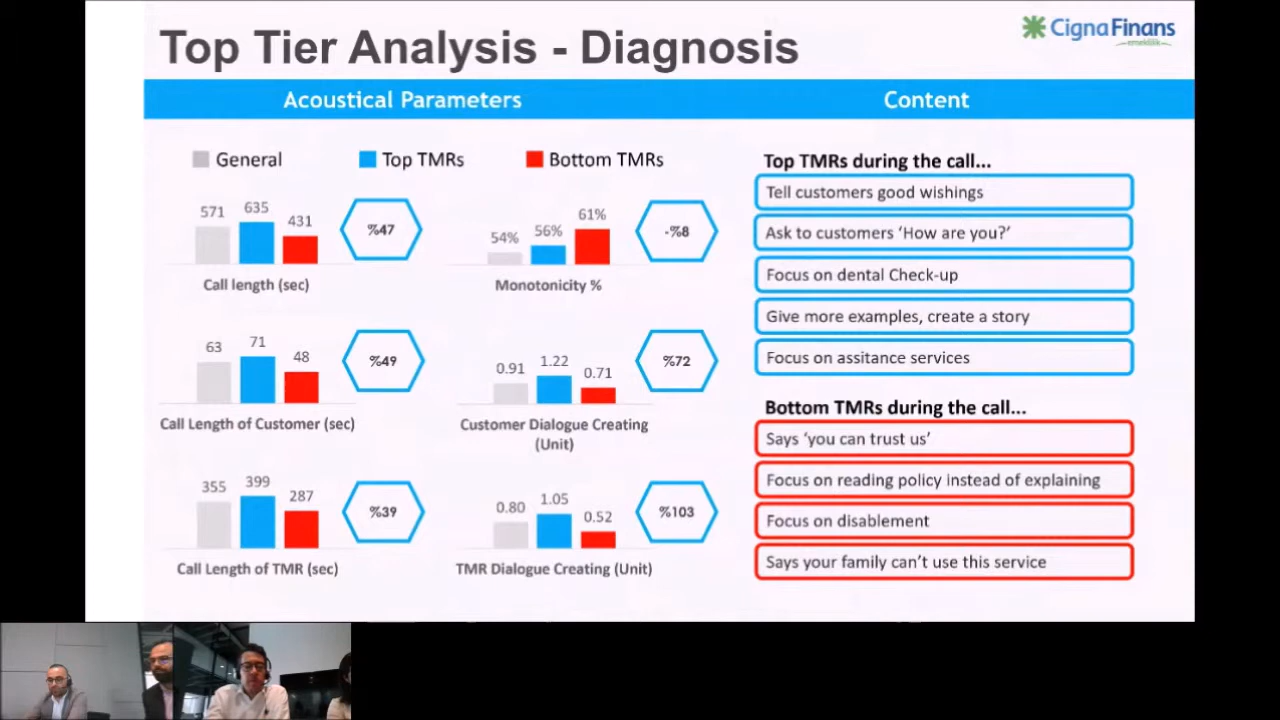 Top Tier Analysis - Diagnosis
CignaFinans
emeklilik
Acoustical Parameters
Content
General
Top TMRs
Bottom TMRs
571
635
431
%47
Call length (sec)
54%
56%
61%
-%8
Monotonicity %
63
71
48
%49
Call Length of Customer (sec)
0.91
1.22
0.71
%72
Customer Dialogue Creating
(Unit)
355
399
287
%39
Call Length of TMR (sec)
0.80
1.05
0.52
%103
TMR Dialogue Creating (Unit)
Top TMRs during the call...
Tell customers good wishings
Ask to customers ‘How are you?’
Focus on dental Check-up
Give more examples, create a story
Focus on assitance services
Bottom TMRs during the call...
Says ‘you can trust us’
Focus on reading policy instead of explaining
Focus on disablement
Says your family can’t use this service